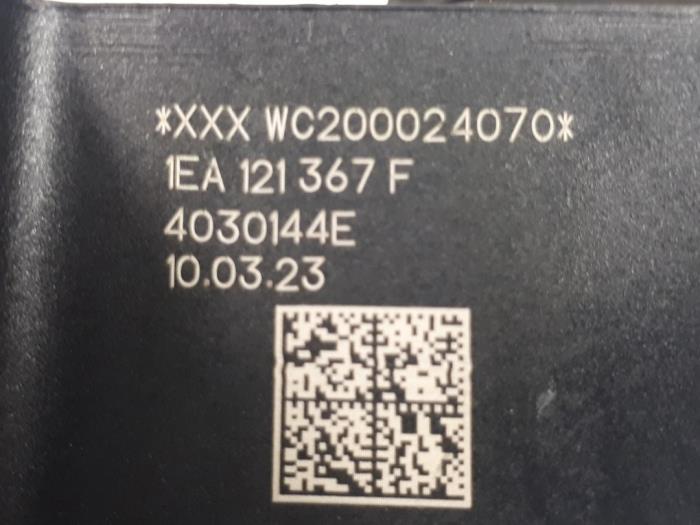 *XXX WC200024070*
1EA 121 367 F
4030144E
10.03.23